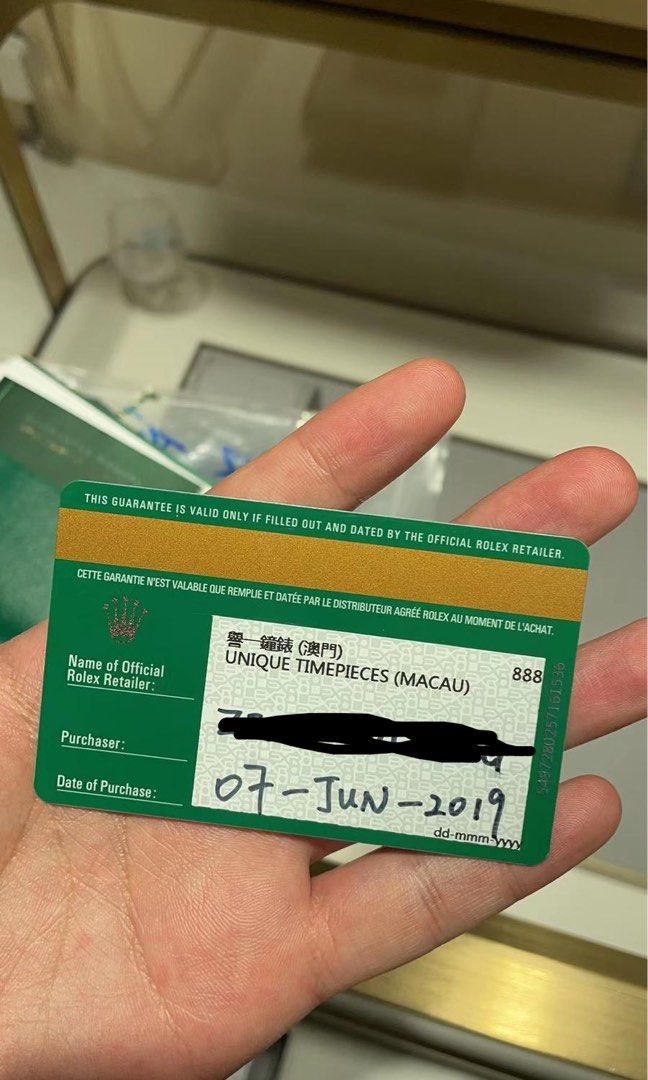 THIS GUARANTEE IS VALID ONLY IF FILLED OUT AND DATED BY THE OFFICIAL ROLEX RETAILER.
CETTE GARANTIE N'EST VALABLE QUE REMPLIE ET DATÉE PAR LE DISTRIBUTEUR AGRÉÉ ROLEX AU MOMENT DE L'ACHAT.
Name of Official
Rolex Retailer:
譽一鐘錶 (澳門)
UNIQUE TIMEPIECES (MACAU)
888
Purchaser:
Date of Purchase:
07-JUN-2019
dd-mmm-yyyy